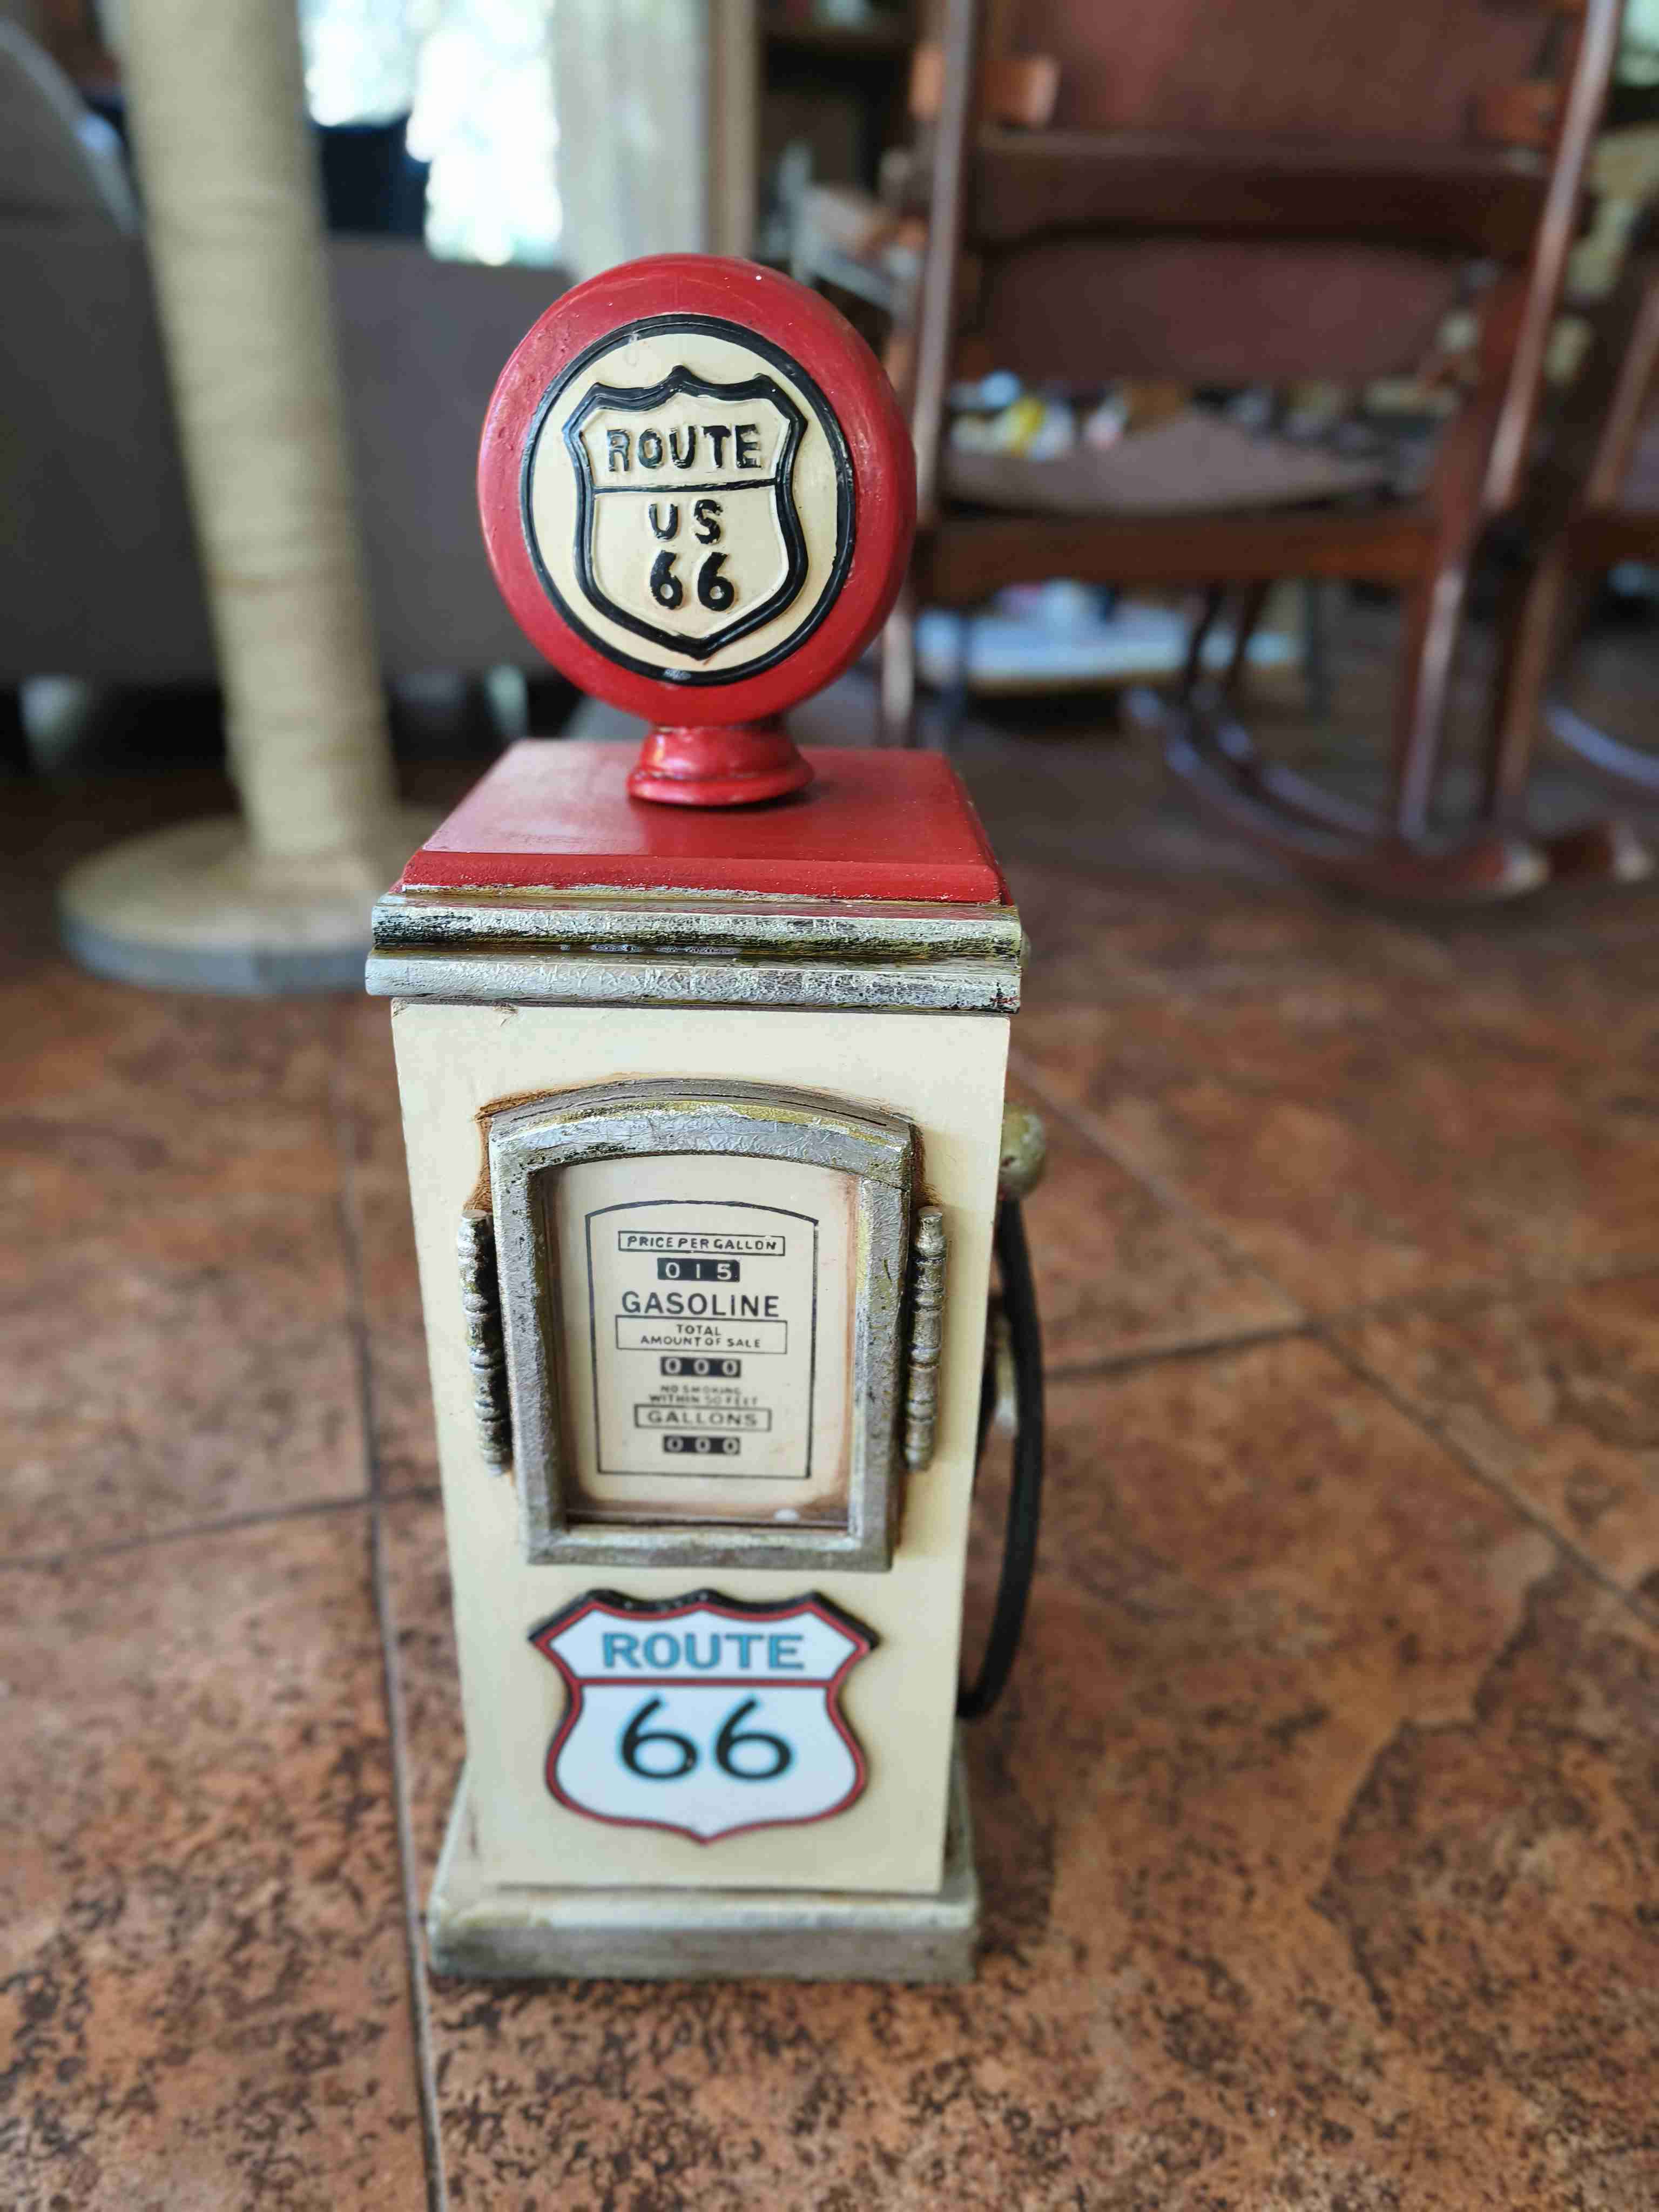 ROUTE
US
66
PRICE PER GALLON
015
GASOLINE
TOTAL
AMOUNT OF SALE
000
NO SMOKING
WITHIN 50 FEET
GALLONS
000
ROUTE
66